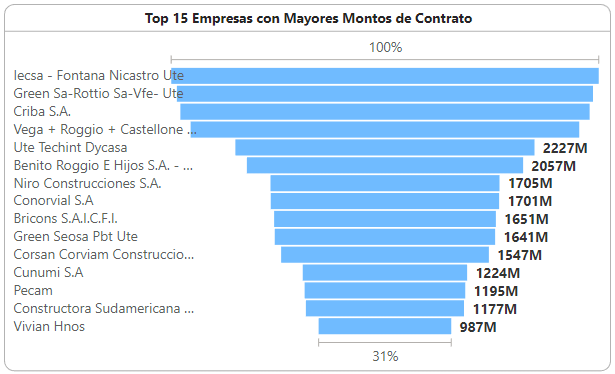 Top 15 Empresas con Mayores Montos de Contrato
100%
Iecsa - Fontana Nicastro Ute
Green Sa-Rottio Sa-Vfe- Ute
Criba S.A.
Vega + Roggio + Castellone ...
Ute Techint Dycasa 2227M
Benito Roggio E Hijos S.A. - ... 2057M
Niro Construcciones S.A. 1705M
Conorvial S.A 1701M
Bricons S.A.I.C.F.I. 1651M
Green Seosa Pbt Ute 1641M
Corsan Corviam Construccio... 1547M
Cunumi S.A 1224M
Pecam 1195M
Constructora Sudamericana ... 1177M
Vivian Hnos 987M
31%